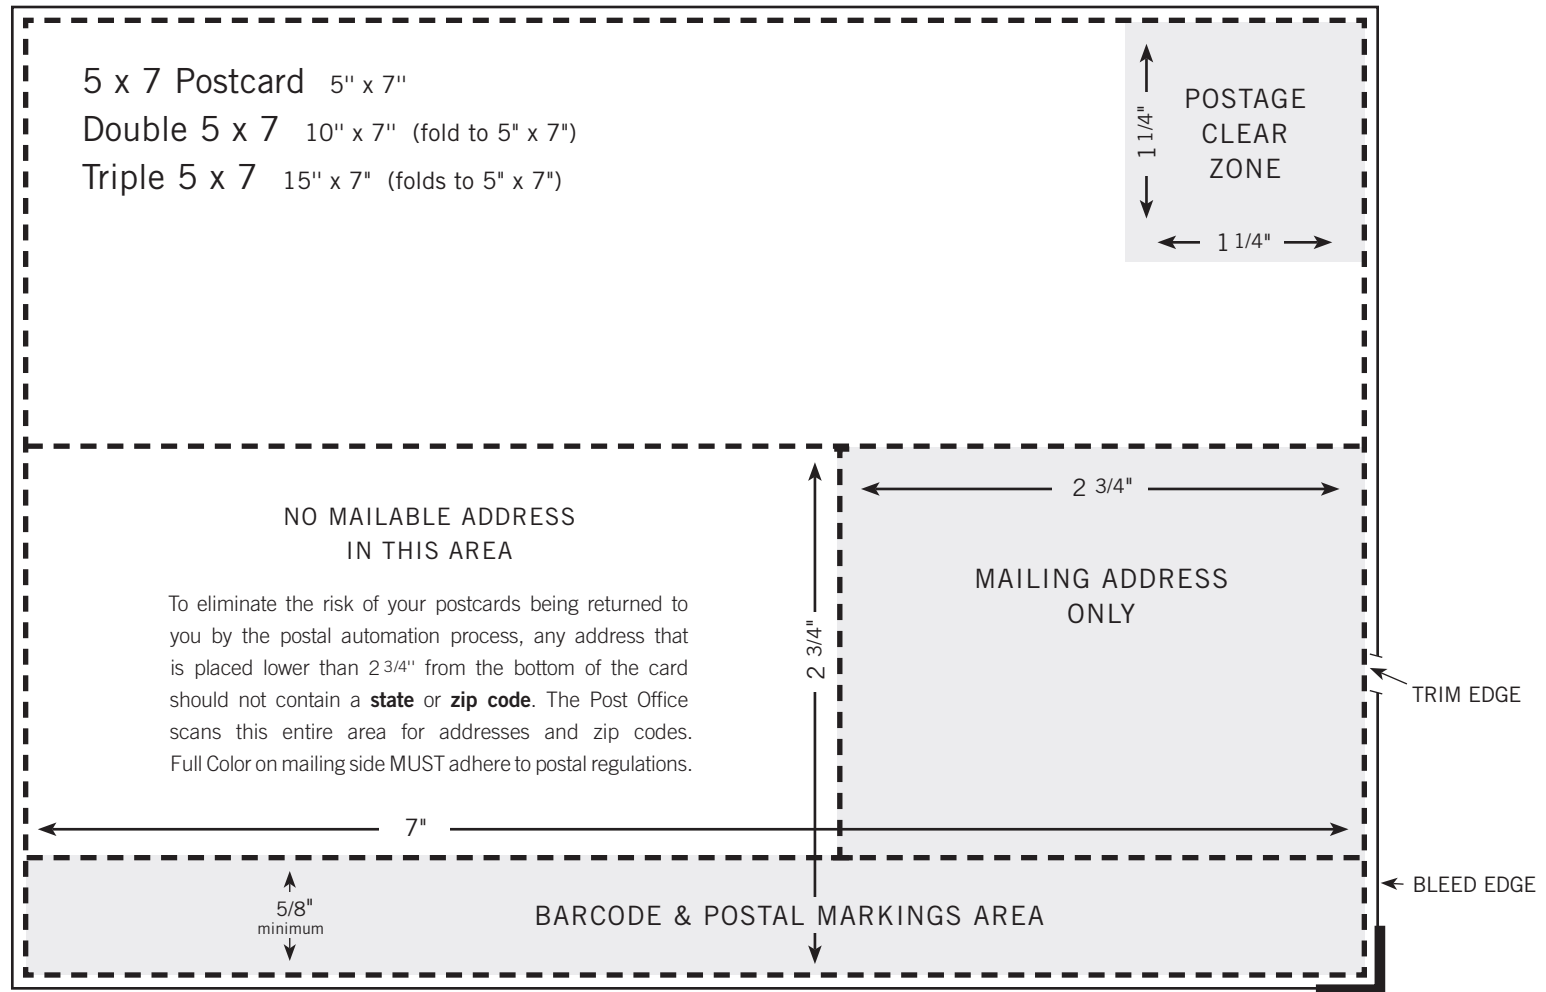 5 x 7 Postcard 5'' x 7''
Double 5 x 7 10'' x 7'' (fold to 5" x 7")
Triple 5 x 7 15'' x 7" (folds to 5" x 7")
POSTAGE
CLEAR
ZONE
1 1/4"
1 1/4"
NO MAILABLE ADDRESS
IN THIS AREA
To eliminate the risk of your postcards being returned to
you by the postal automation process, any address that
is placed lower than 2 3/4'' from the bottom of the card
should not contain a state or zip code. The Post Office
scans this entire area for addresses and zip codes.
Full Color on mailing side MUST adhere to postal regulations.
2 3/4"
2 3/4"
MAILING ADDRESS
ONLY
TRIM EDGE
7"
BLEED EDGE
5/8"
minimum
BARCODE & POSTAL MARKINGS AREA